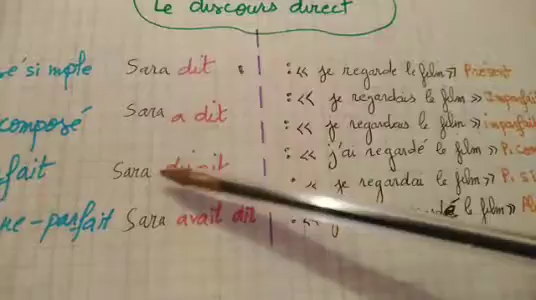 Le discours direct
é simple Sara dit : « je regarde le film » Présent
composé Sara a dit : « je regardais le film » Imparfait
: « je regardais le film » imparfait
fait Sara : « j'ai regardé le film » P. com
« je regardai le film » P. si
ue-parfait Sara avait dit : « le film »